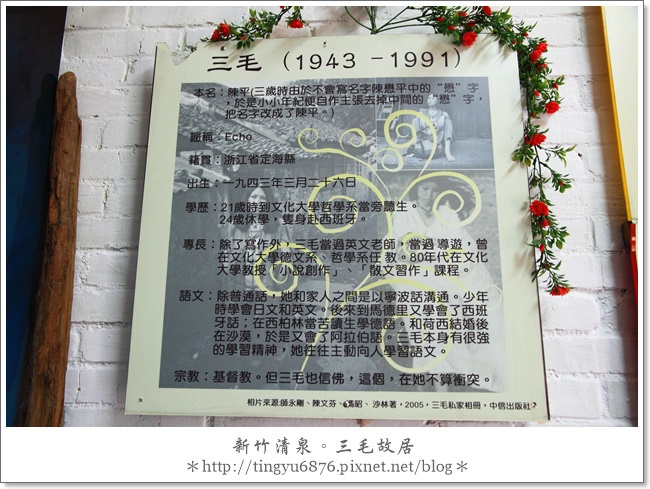 三毛 (1943 -1991)
本名:陳平(三歲時由於不會寫名字陳懋平中的“懋”字
，於是小小年紀便自作主張去掉中間的“懋”字，
把名字改成了陳平。)
暱稱：Echo
籍貫:浙江省定海縣
出生：一九四三年三月二十六日
學歷：21歲時到文化大學哲學系當旁聽生。
24歲休學，隻身赴西班牙。
專長：除了寫作外，三毛當過英文老師，當過 導遊，曾
在文化大學德文系、哲學系任 教。80年代在文化
大學教授「小說創作」、「散文習作」課程。
語文：除普通話，她和家人之間是以寧波話溝通。少年
時學會日文和英文。後來到馬德里又學會了西班
牙話；在西柏林當苦讀生學德語。和荷西結婚後
在沙漠，於是又會了阿拉伯語。三毛本身有很強
的學習精神，她往往主動向人學習語文。
宗教：基督教。但三毛也信佛，這個，在她不算衝突。
相片來源:師永剛、陳文芬、馮昭、沙林著，2005，三毛私家相冊，中信出版社
新竹清泉。三毛故居
＊http://tingyu6876.pixnet.net/blog＊